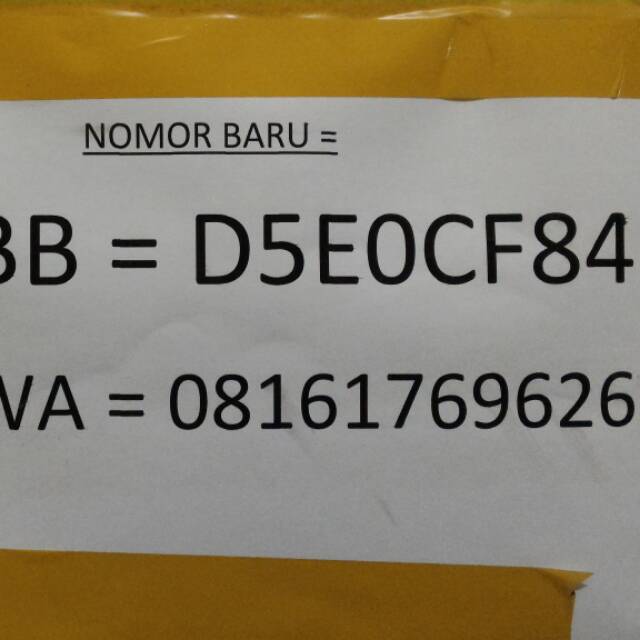 NOMOR BARU =
BB = D5E0CF84
WA = 08161769626